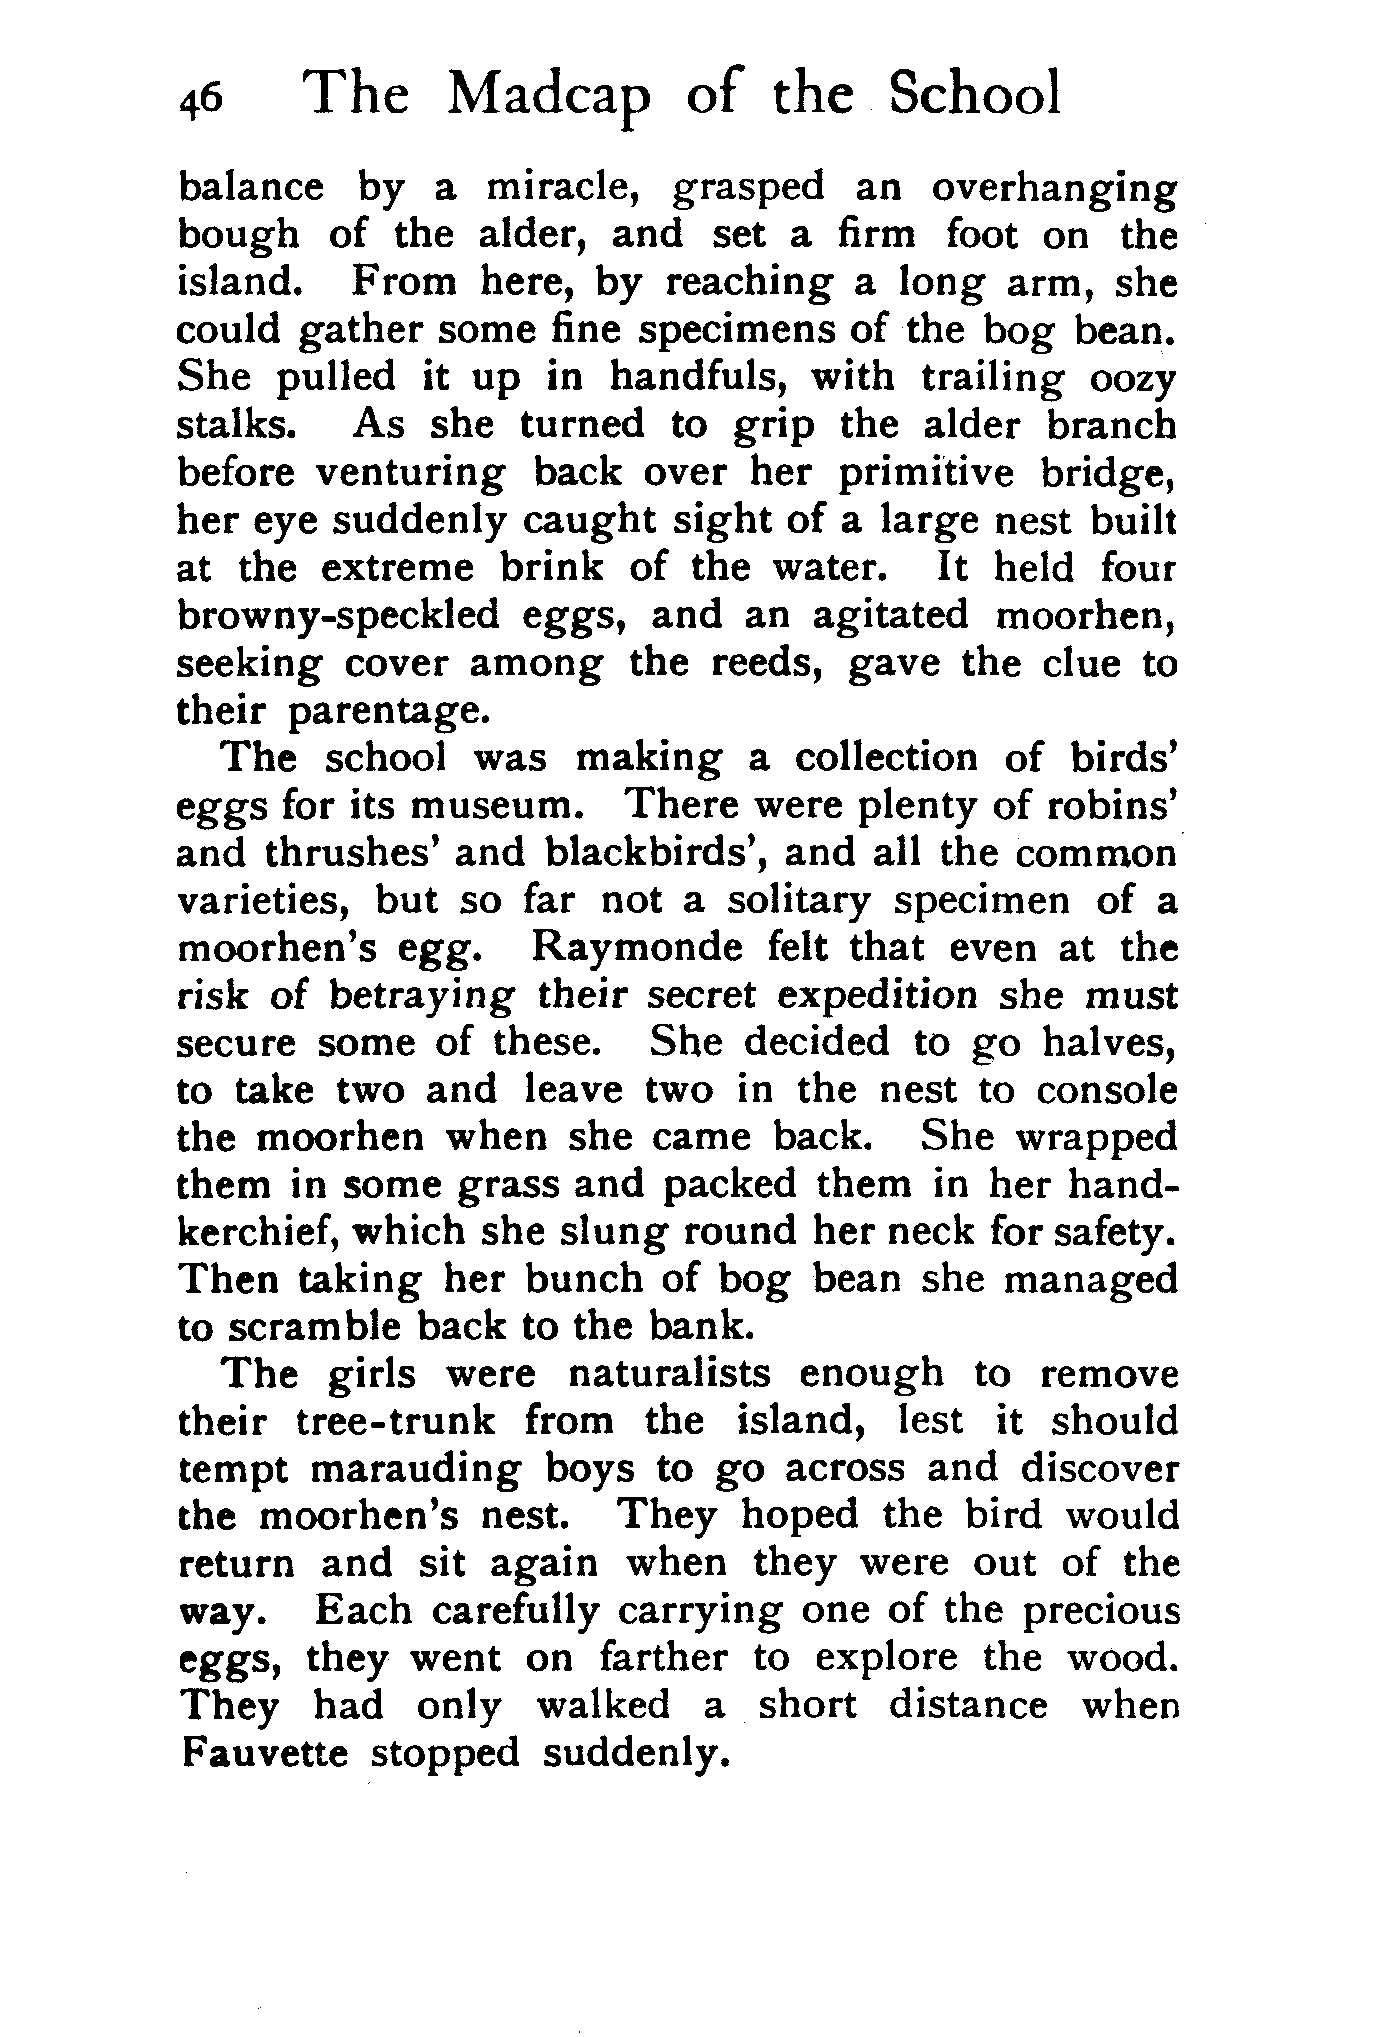 46 The Madcap of the School
balance by a miracle, grasped an overhanging
bough of the alder, and set a firm foot on the
island. From here, by reaching a long arm, she
could gather some fine specimens of the bog bean.
She pulled it up in handfuls, with trailing oozy
stalks. As she turned to grip the alder branch
before venturing back over her primitive bridge,
her eye suddenly caught sight of a large nest built
at the extreme brink of the water. It held four
browny-speckled eggs, and an agitated moorhen,
seeking cover among the reeds, gave the clue to
their parentage.
The school was making a collection of birds'
eggs for its museum. There were plenty of robins'
and thrushes' and blackbirds', and all the common
varieties, but so far not a solitary specimen of a
moorhen's egg. Raymonde felt that even at the
risk of betraying their secret expedition she must
secure some of these. She decided to go halves,
to take two and leave two in the nest to console
the moorhen when she came back. She wrapped
them in some grass and packed them in her hand-
kerchief, which she slung round her neck for safety.
Then taking her bunch of bog bean she managed
to scramble back to the bank.
The girls were naturalists enough to remove
their tree-trunk from the island, lest it should
tempt marauding boys to go across and discover
the moorhen's nest. They hoped the bird would
return and sit again when they were out of the
way. Each carefully carrying one of the precious
eggs, they went on farther to explore the wood.
They had only walked a short distance when
Fauvette stopped suddenly.